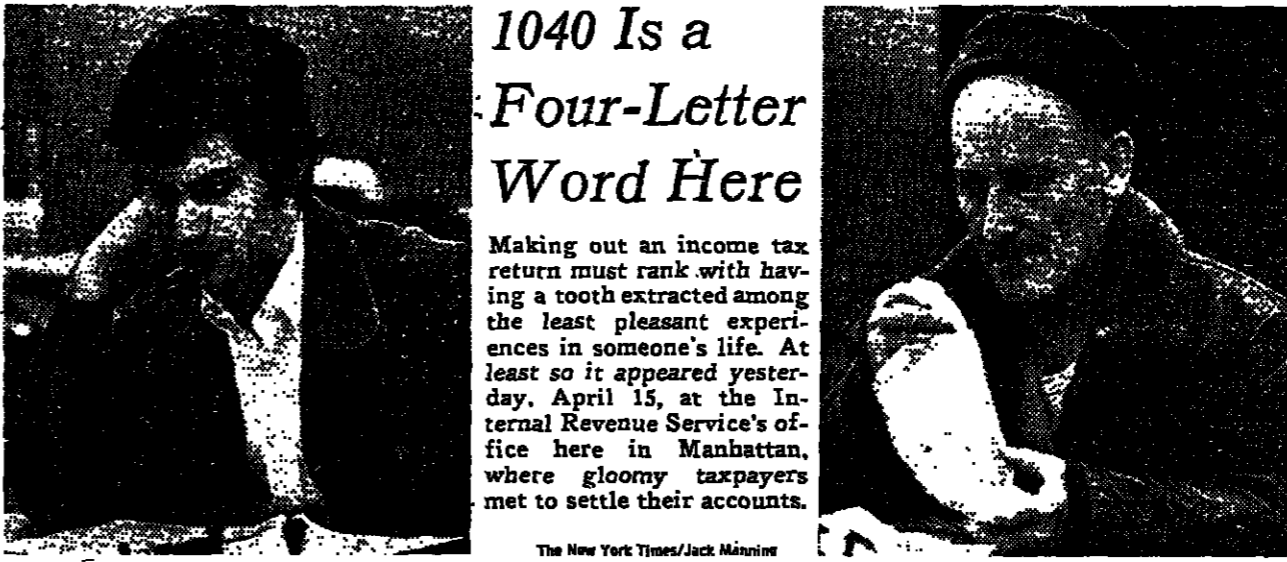 1040 Is a
Four-Letter
Word Here
Making out an income tax
return must rank with hav-
ing a tooth extracted among
the least pleasant experi-
ences in someone's life. At
least so it appeared yester-
day, April 15, at the In-
ternal Revenue Service's of-
fice here in Manhattan,
where gloomy taxpayers
met to settle their accounts.
The New York Times/Jack Manning